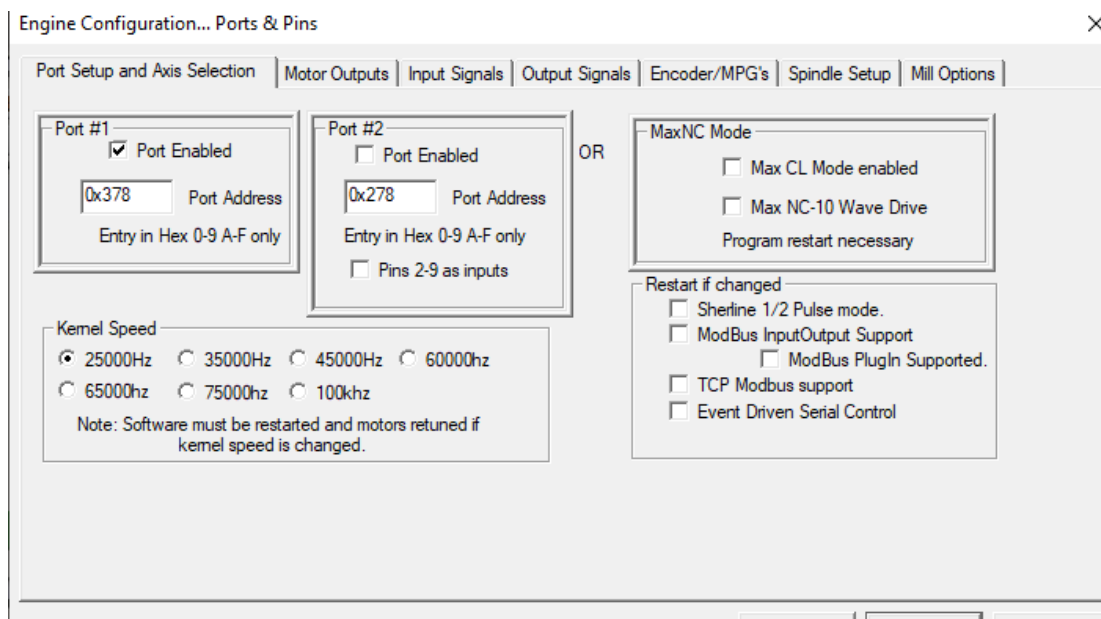 Engine Configuration... Ports & Pins
Port Setup and Axis Selection Motor Outputs Input Signals Output Signals Encoder/MPG's Spindle Setup Mill Options
Port #1
Port Enabled
0x378 Port Address
Entry in Hex 0-9 A-F only
Port #2
Port Enabled
0x278 Port Address
Entry in Hex 0-9 A-F only
Pins 2-9 as inputs
OR
MaxNC Mode
Max CL Mode enabled
Max NC-10 Wave Drive
Program restart necessary
Restart if changed
Sherline 1/2 Pulse mode.
ModBus InputOutput Support
ModBus PlugIn Supported.
TCP Modbus support
Event Driven Serial Control
Kernel Speed
25000Hz 35000Hz 45000Hz 60000hz
65000hz 75000hz 100khz
Note: Software must be restarted and motors retuned if
kernel speed is changed.